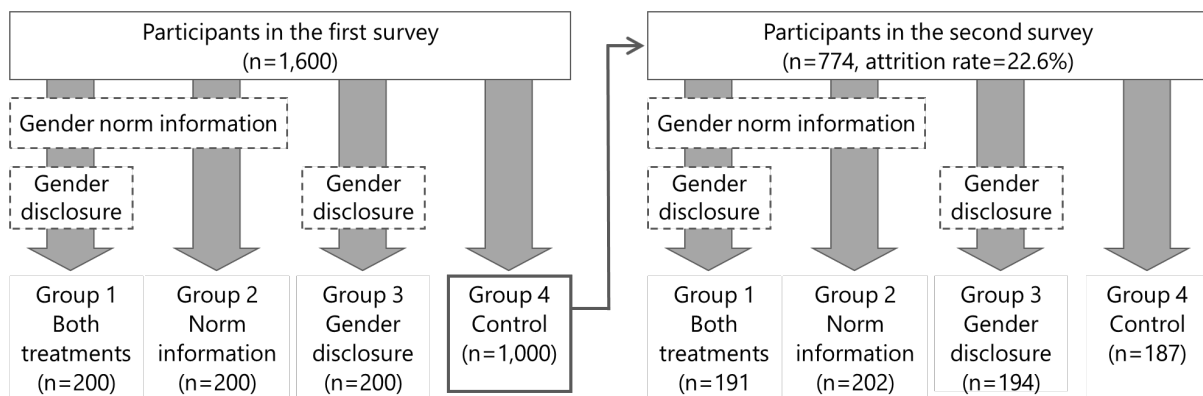 Participants in the first survey
(n=1,600)
Gender norm information
Gender
disclosure
Gender
disclosure
Group 1
Both
treatments
(n=200)
Group 2
Norm
information
(n=200)
Group 3
Gender
disclosure
(n=200)
Group 4
Control
(n=1,000)
Participants in the second survey
(n=774, attrition rate=22.6%)
Gender norm information
Gender
disclosure
Gender
disclosure
Group 1
Both
treatments
(n=191
Group 2
Norm
information
(n=202)
Group 3
Gender
disclosure
(n=194)
Group 4
Control
(n=187)